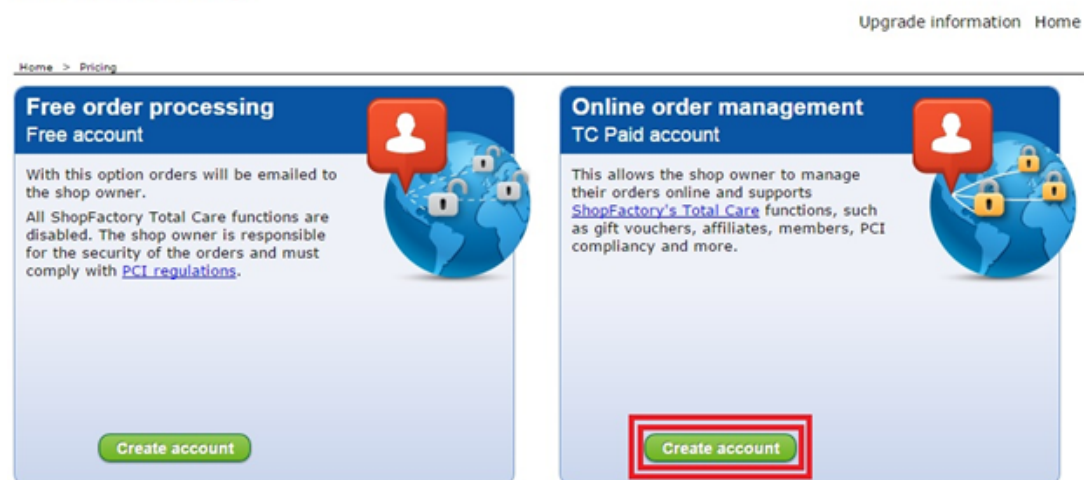 Upgrade information Home
Home > Pricing
Free order processing
Free account
With this option orders will be emailed to
the shop owner.
All ShopFactory Total Care functions are
disabled. The shop owner is responsible
for the security of the orders and must
comply with PCI regulations.
Create account
Online order management
TC Paid account
This allows the shop owner to manage
their orders online and supports
ShopFactory's Total Care functions, such
as gift vouchers, affiliates, members, PCI
compliancy and more.
Create account